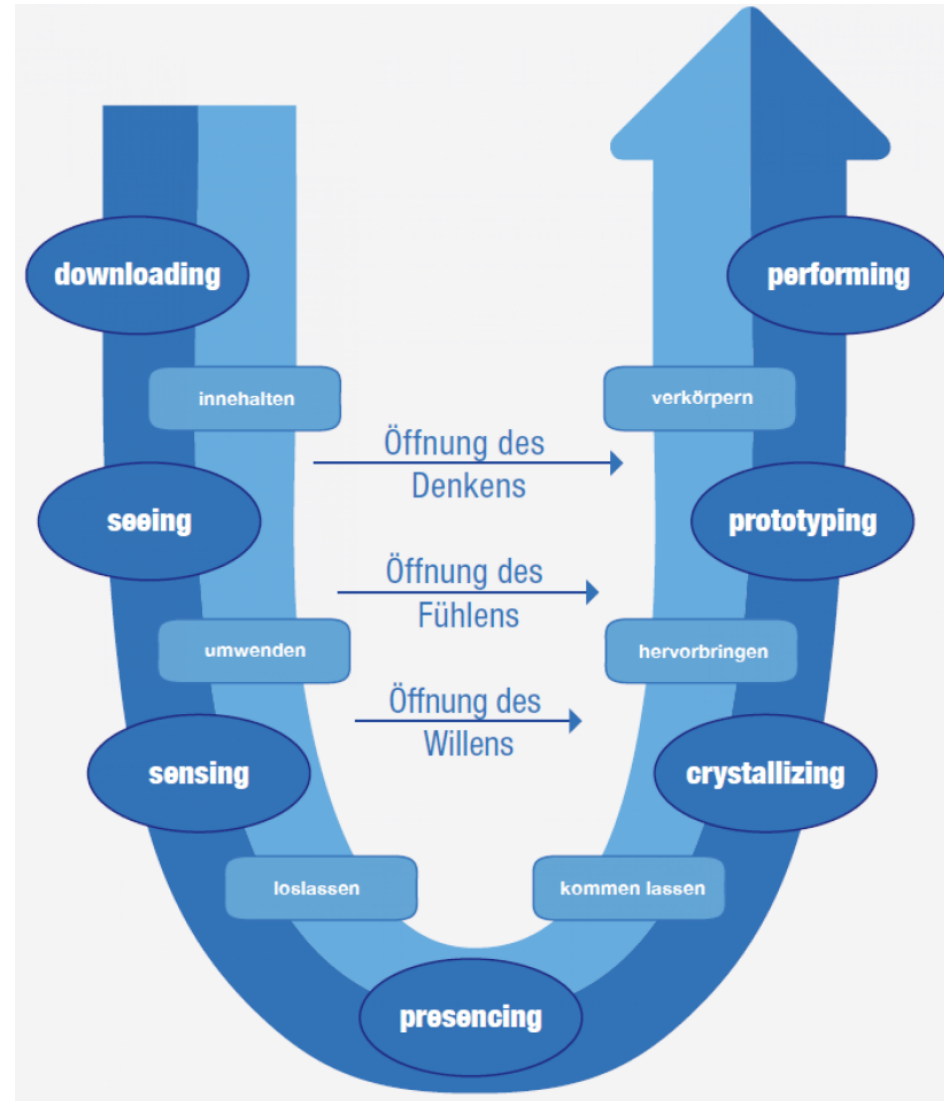 downloading
performing
innehalten
verkörpern
Öffnung des
Denkens
seeing
prototyping
Öffnung des
Fühlens
umwenden
hervorbringen
Öffnung des
Willens
sensing
crystallizing
loslassen
kommen lassen
presencing